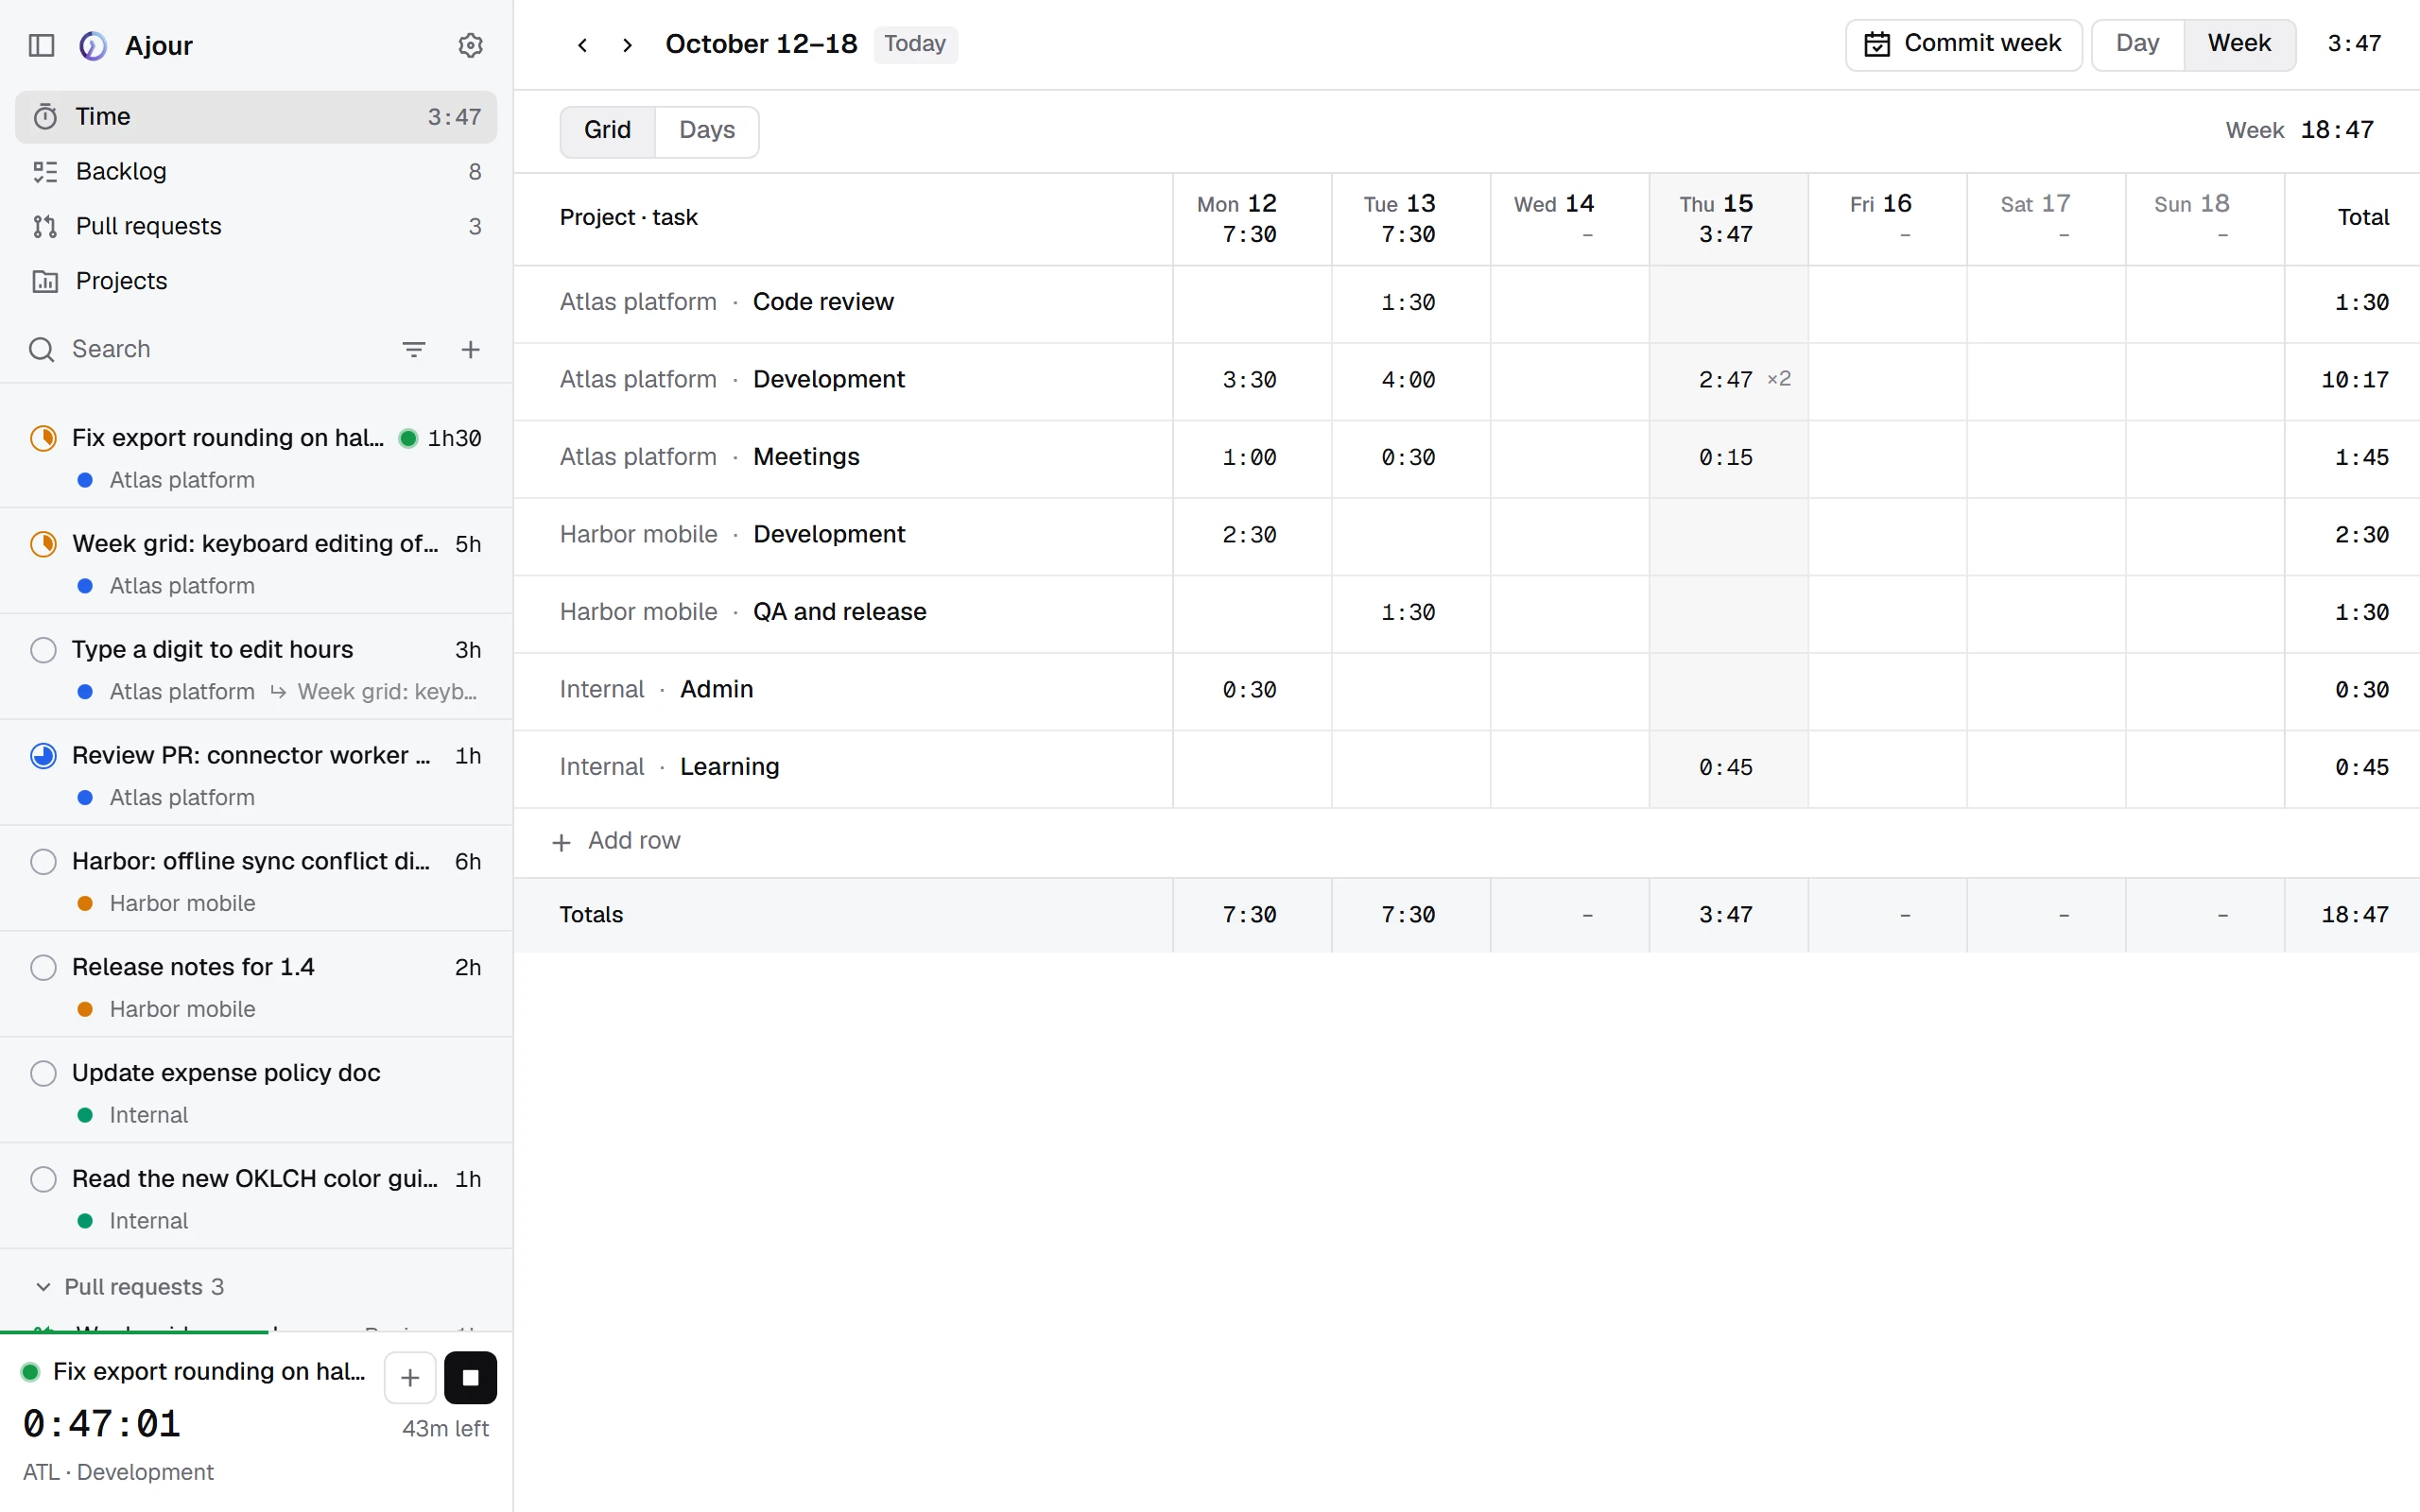 Ajour
Time 3:47
Backlog 8
Pull requests 3
Projects
Search
Fix export rounding on hal... 1h30
Atlas platform
Week grid: keyboard editing of... 5h
Atlas platform
Type a digit to edit hours 3h
Atlas platform ↳ Week grid: keyb...
Review PR: connector worker ... 1h
Atlas platform
Harbor: offline sync conflict di... 6h
Harbor mobile
Release notes for 1.4 2h
Harbor mobile
Update expense policy doc
Internal
Read the new OKLCH color gui... 1h
Internal
Pull requests 3
Fix export rounding on hal...
0:47:01 43m left
ATL · Development
October 12–18 Today Commit week Day Week 3:47
Grid Days Week 18:47
Project · task Mon 12 Tue 13 Wed 14 Thu 15 Fri 16 Sat 17 Sun 18 Total
7:30 7:30 – 3:47 – – –
Atlas platform · Code review 1:30 1:30
Atlas platform · Development 3:30 4:00 2:47 ×2 10:17
Atlas platform · Meetings 1:00 0:30 0:15 1:45
Harbor mobile · Development 2:30 2:30
Harbor mobile · QA and release 1:30 1:30
Internal · Admin 0:30 0:30
Internal · Learning 0:45 0:45
+ Add row
Totals 7:30 7:30 – 3:47 – – – 18:47